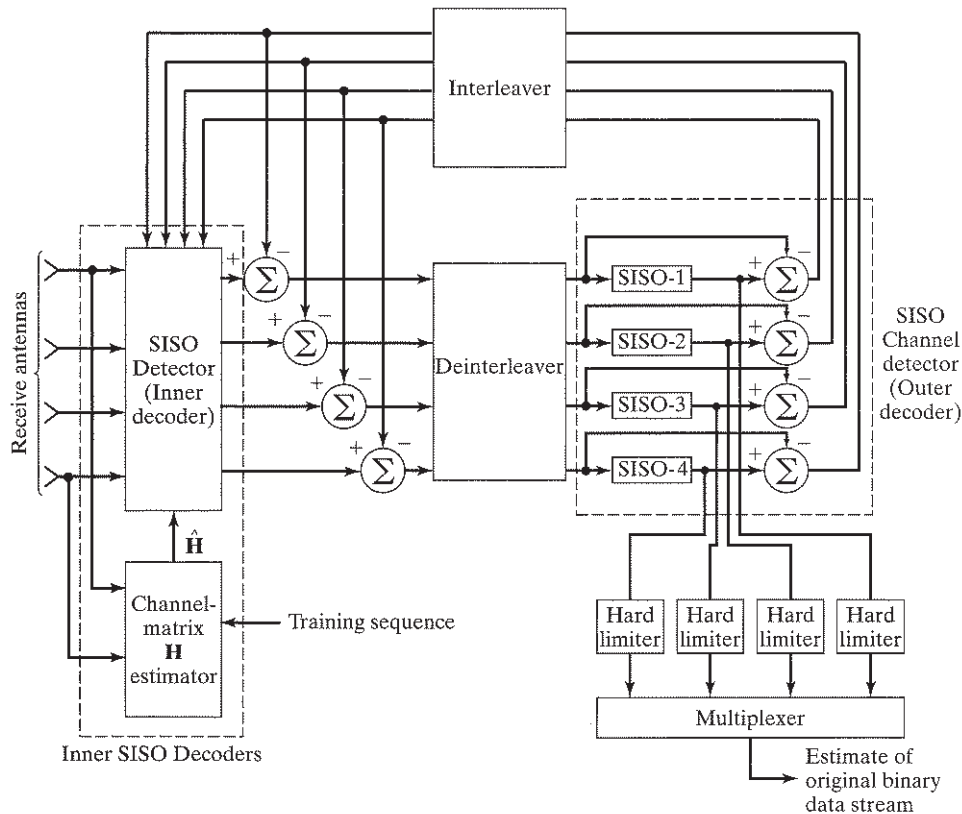 Interleaver
Receive antennas
SISO
Detector
(Inner
decoder)
+
−
Σ
+
−
Σ
+
−
Σ
+
−
Σ
Deinterleaver
SISO-1
+
−
Σ
SISO-2
+
−
Σ
SISO-3
+
−
Σ
SISO-4
+
−
Σ
SISO
Channel
detector
(Outer
decoder)
Ĥ
Channel-
matrix
H
estimator
Training sequence
Inner SISO Decoders
Hard
limiter
Hard
limiter
Hard
limiter
Hard
limiter
Multiplexer
Estimate of
original binary
data stream